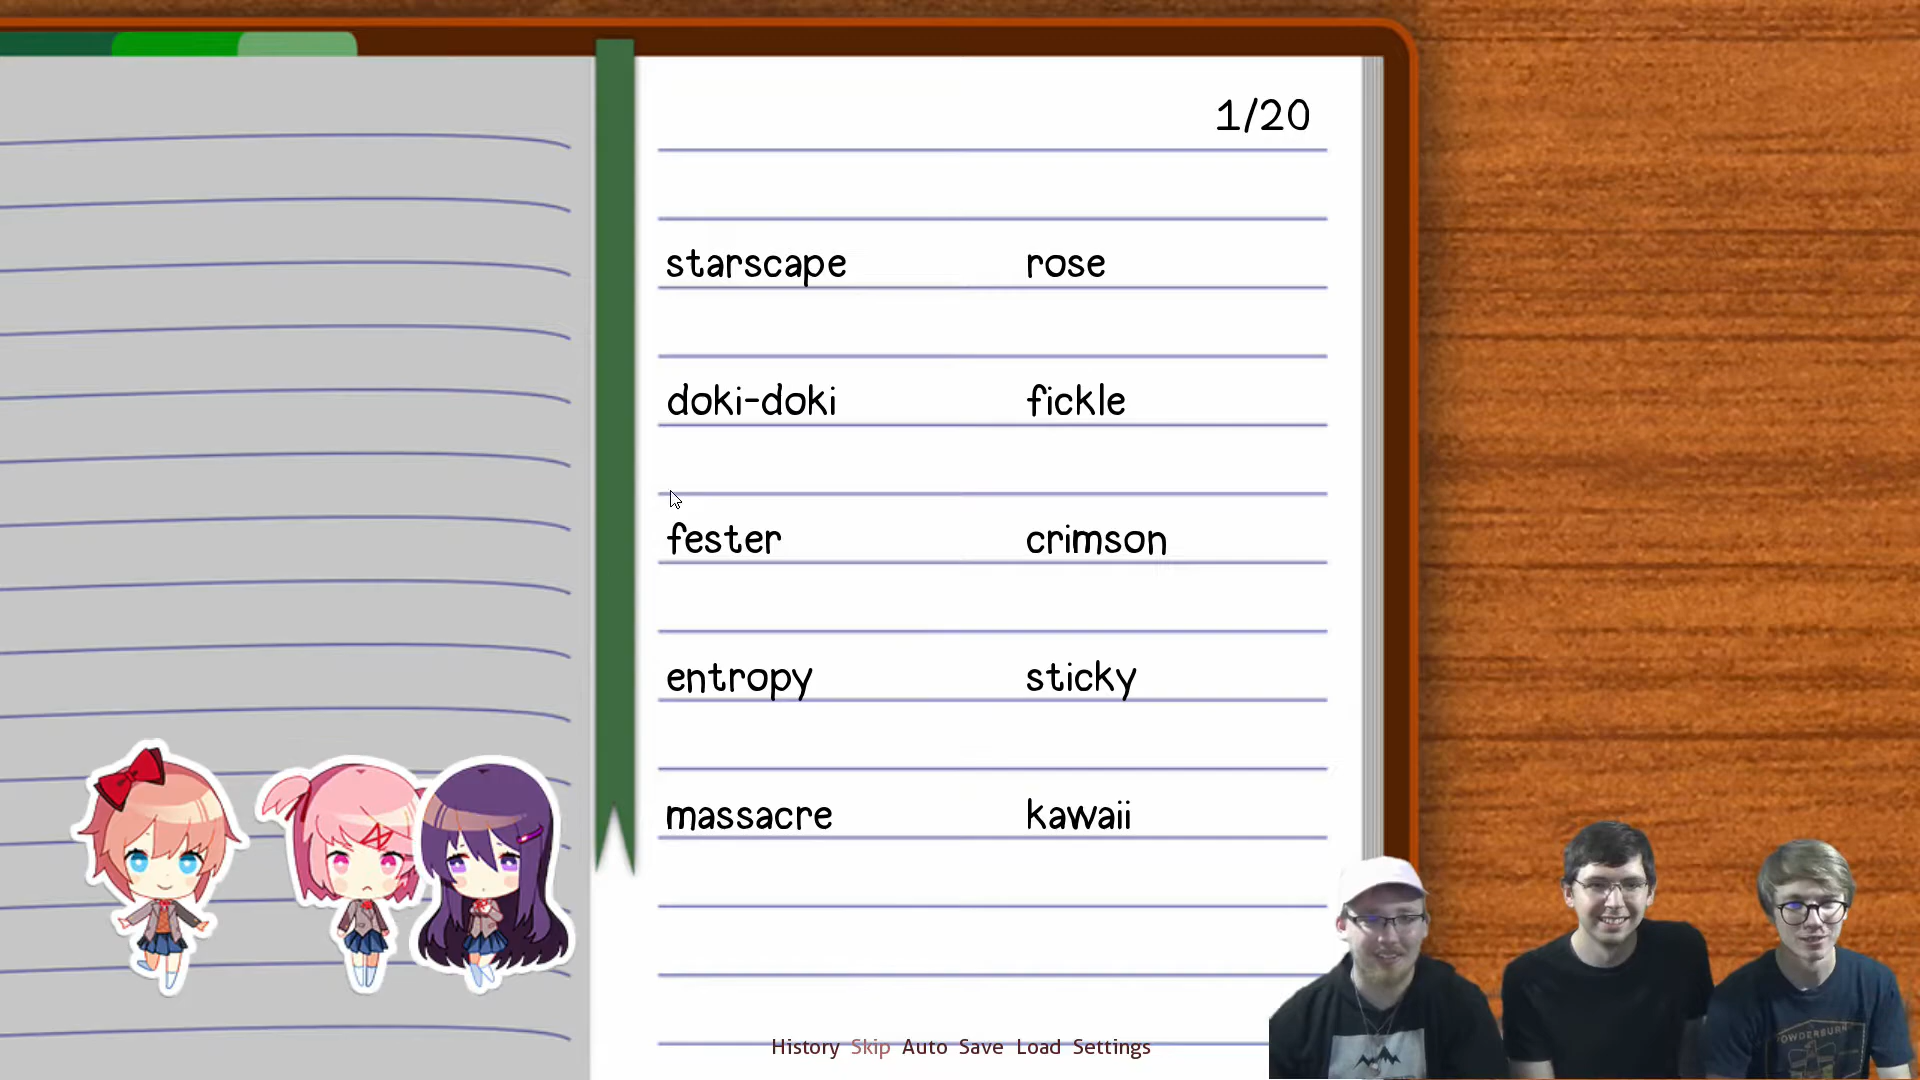 1/20
starscape rose
doki-doki fickle
fester crimson
entropy sticky
massacre kawaii
History Skip Auto Save Load Settings